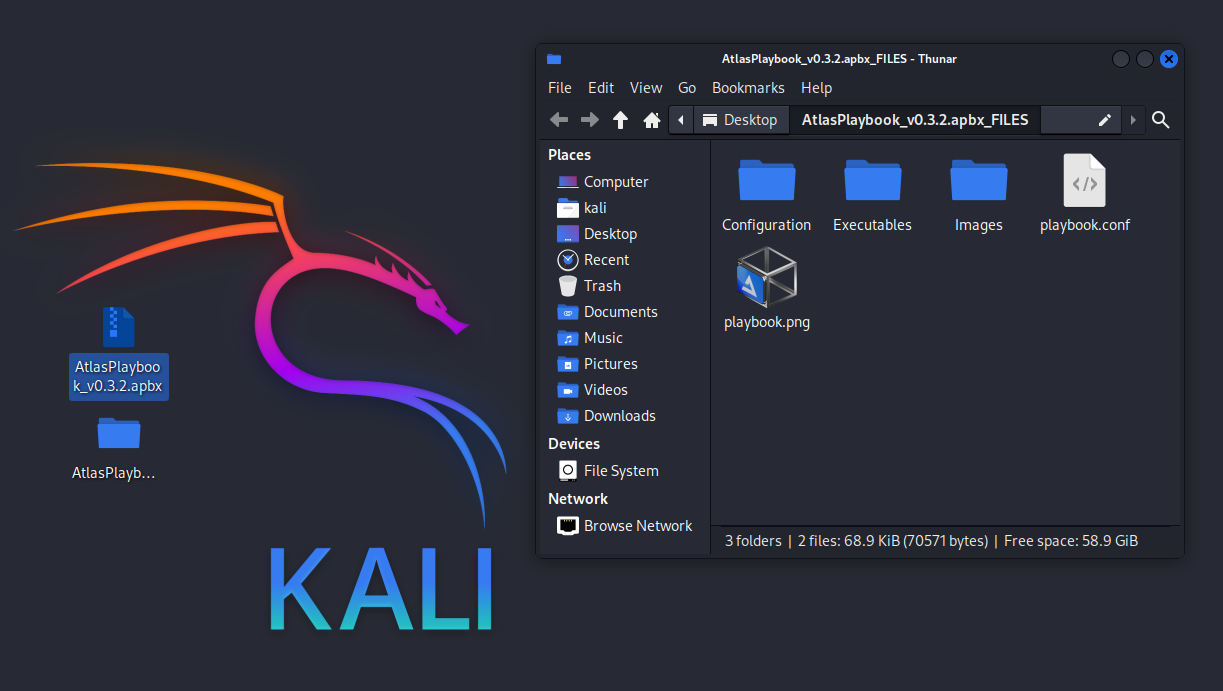 AtlasPlaybook_v0.3.2.apbx_FILES - Thunar
File Edit View Go Bookmarks Help
Desktop AtlasPlaybook_v0.3.2.apbx_FILES
Places
Computer
kali
Desktop
Recent
Trash
Documents
Music
Pictures
Videos
Downloads
Devices
File System
Network
Browse Network
Configuration Executables Images playbook.conf
playbook.png
3 folders | 2 files: 68.9 KiB (70571 bytes) | Free space: 58.9 GiB
AtlasPlayboo
k_v0.3.2.apbx
AtlasPlayb...
KALI